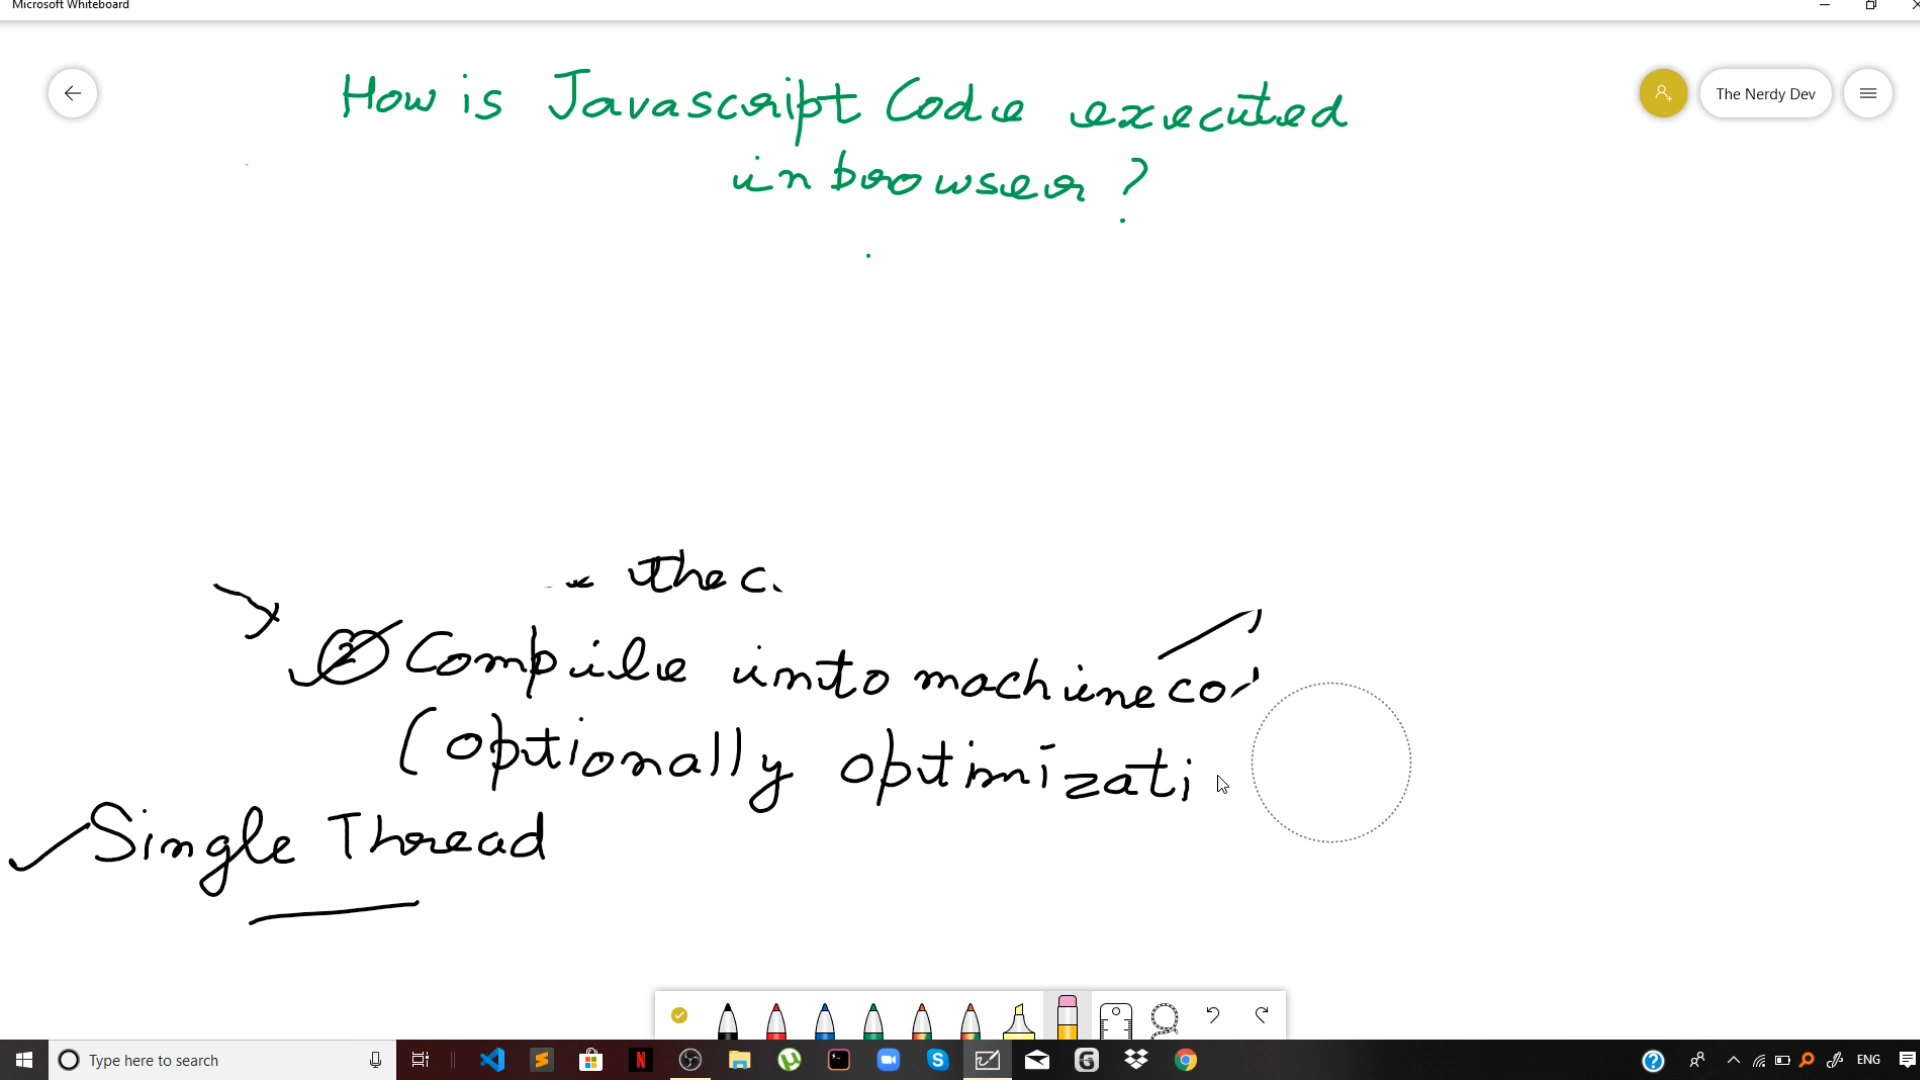 Microsoft Whiteboard
How is Javascript Code executed
in browser ?
The Nerdy Dev
the c
② Compile into machine co
(optionally optimizati
Single Thread
Type here to search
ENG